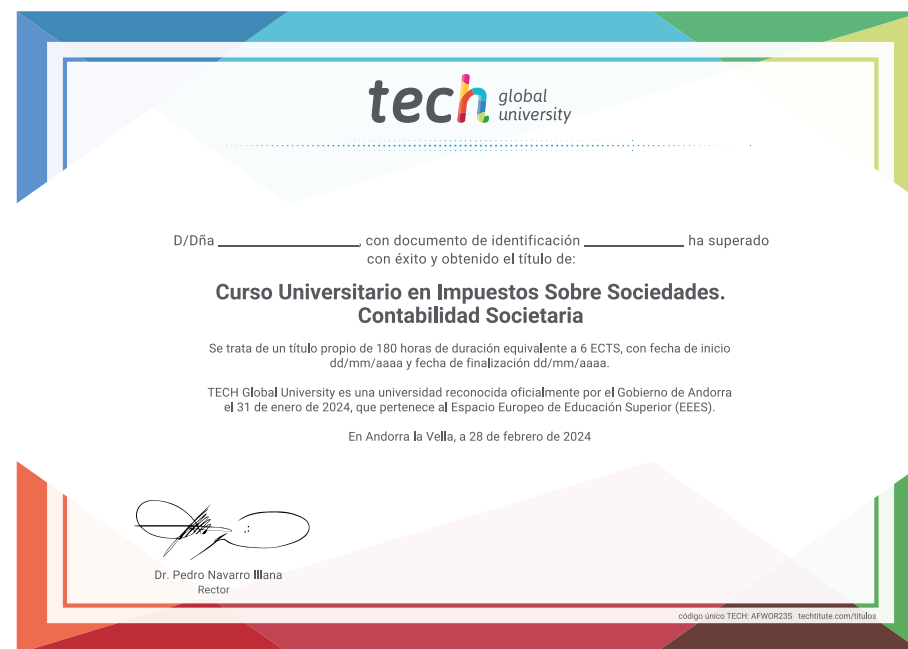 tech global university
D/Dña ______________________, con documento de identificación ______________ ha superado
con éxito y obtenido el título de:
Curso Universitario en Impuestos Sobre Sociedades.
Contabilidad Societaria
Se trata de un título propio de 180 horas de duración equivalente a 6 ECTS, con fecha de inicio
dd/mm/aaaa y fecha de finalización dd/mm/aaaa.
TECH Global University es una universidad reconocida oficialmente por el Gobierno de Andorra
el 31 de enero de 2024, que pertenece al Espacio Europeo de Educación Superior (EEES).
En Andorra la Vella, a 28 de febrero de 2024
Dr. Pedro Navarro Illana
Rector
código único TECH: AFWOR23S techtitute.com/titulos